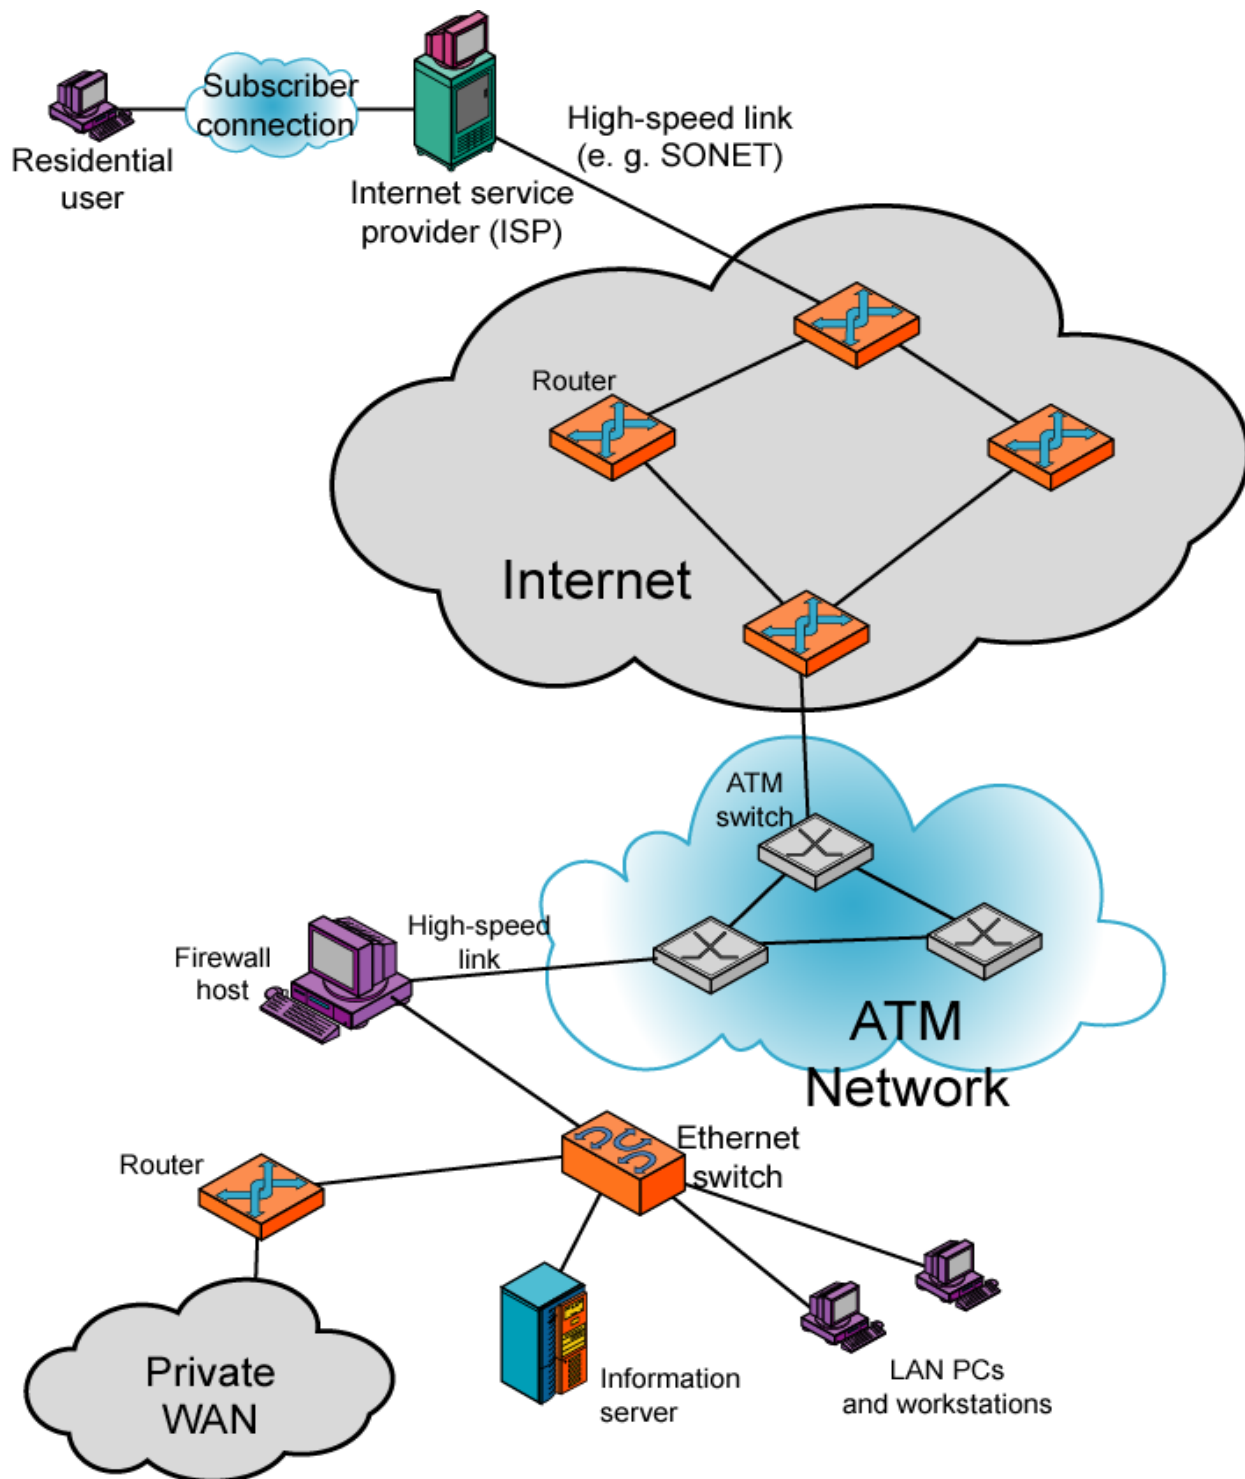 Subscriber
connection
Residential
user
Internet service
provider (ISP)
High-speed link
(e. g. SONET)
Router
Internet
ATM
switch
High-speed
link
Firewall
host
ATM
Network
Ethernet
switch
Router
Private
WAN
Information
server
LAN PCs
and workstations